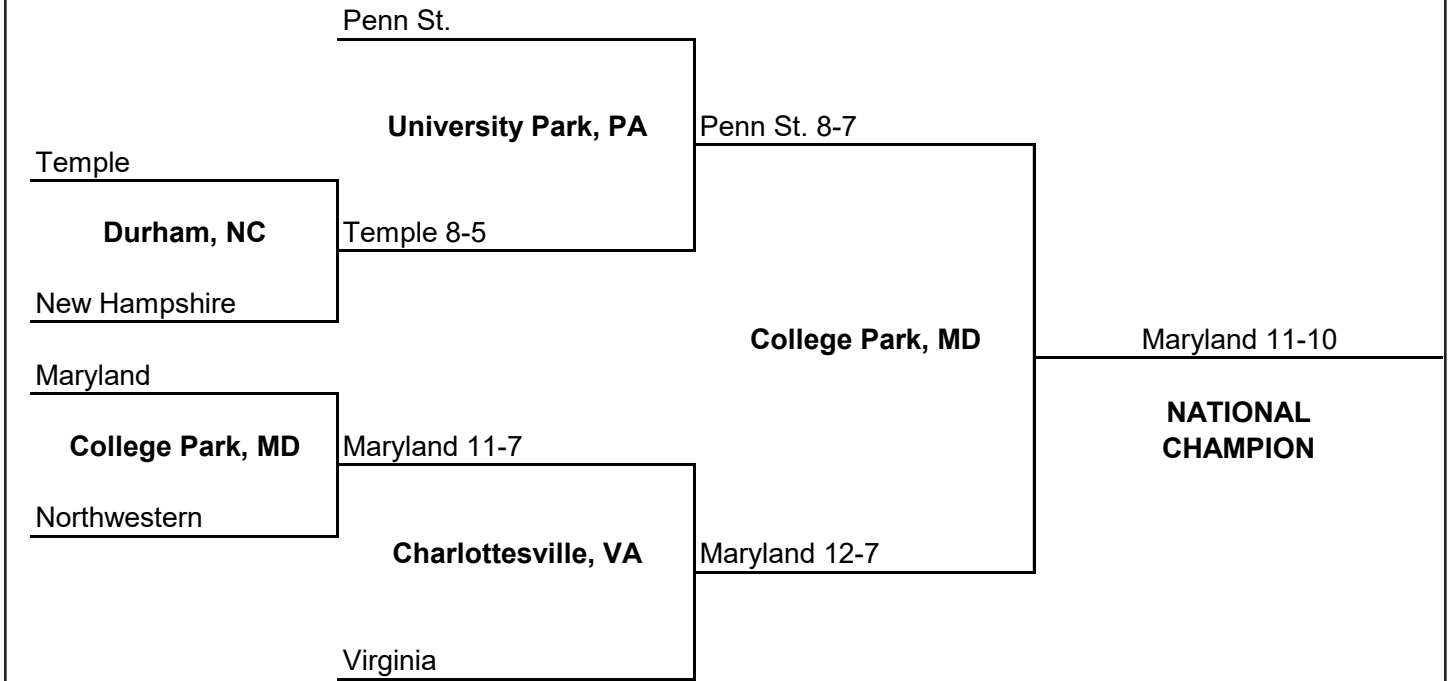 Penn St.
University Park, PA
Penn St. 8-7
Temple
Durham, NC
Temple 8-5
New Hampshire
College Park, MD
Maryland 11-10
Maryland
NATIONAL
CHAMPION
College Park, MD
Maryland 11-7
Northwestern
Charlottesville, VA
Maryland 12-7
Virginia